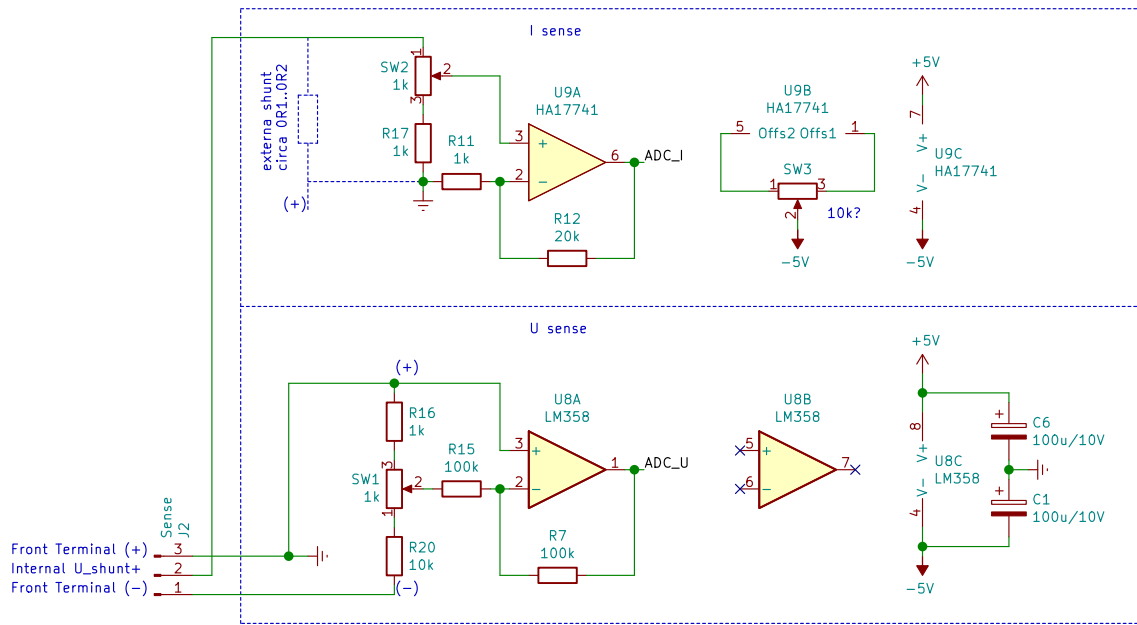 I sense
externa shunt
circa 0R1..0R2
(+)
SW2
1k
1
2
3
R17
1k
R11
1k
U9A
HA17741
3
+
2
−
6
ADC_I
R12
20k
U9B
HA17741
5
Offs2
Offs1
1
SW3
1
3
2
10k?
-5V
+5V
7
V+
U9C
HA17741
V-
4
-5V
U sense
(+)
R16
1k
R15
100k
SW1
1k
3
2
1
R20
10k
(-)
U8A
LM358
3
+
2
−
1
ADC_U
R7
100k
U8B
LM358
5
+
6
−
7
+5V
8
V+
U8C
LM358
V-
4
-5V
+
C6
100u/10V
+
C1
100u/10V
Sense
J2
Front Terminal (+)
3
Internal U_shunt+
2
Front Terminal (-)
1